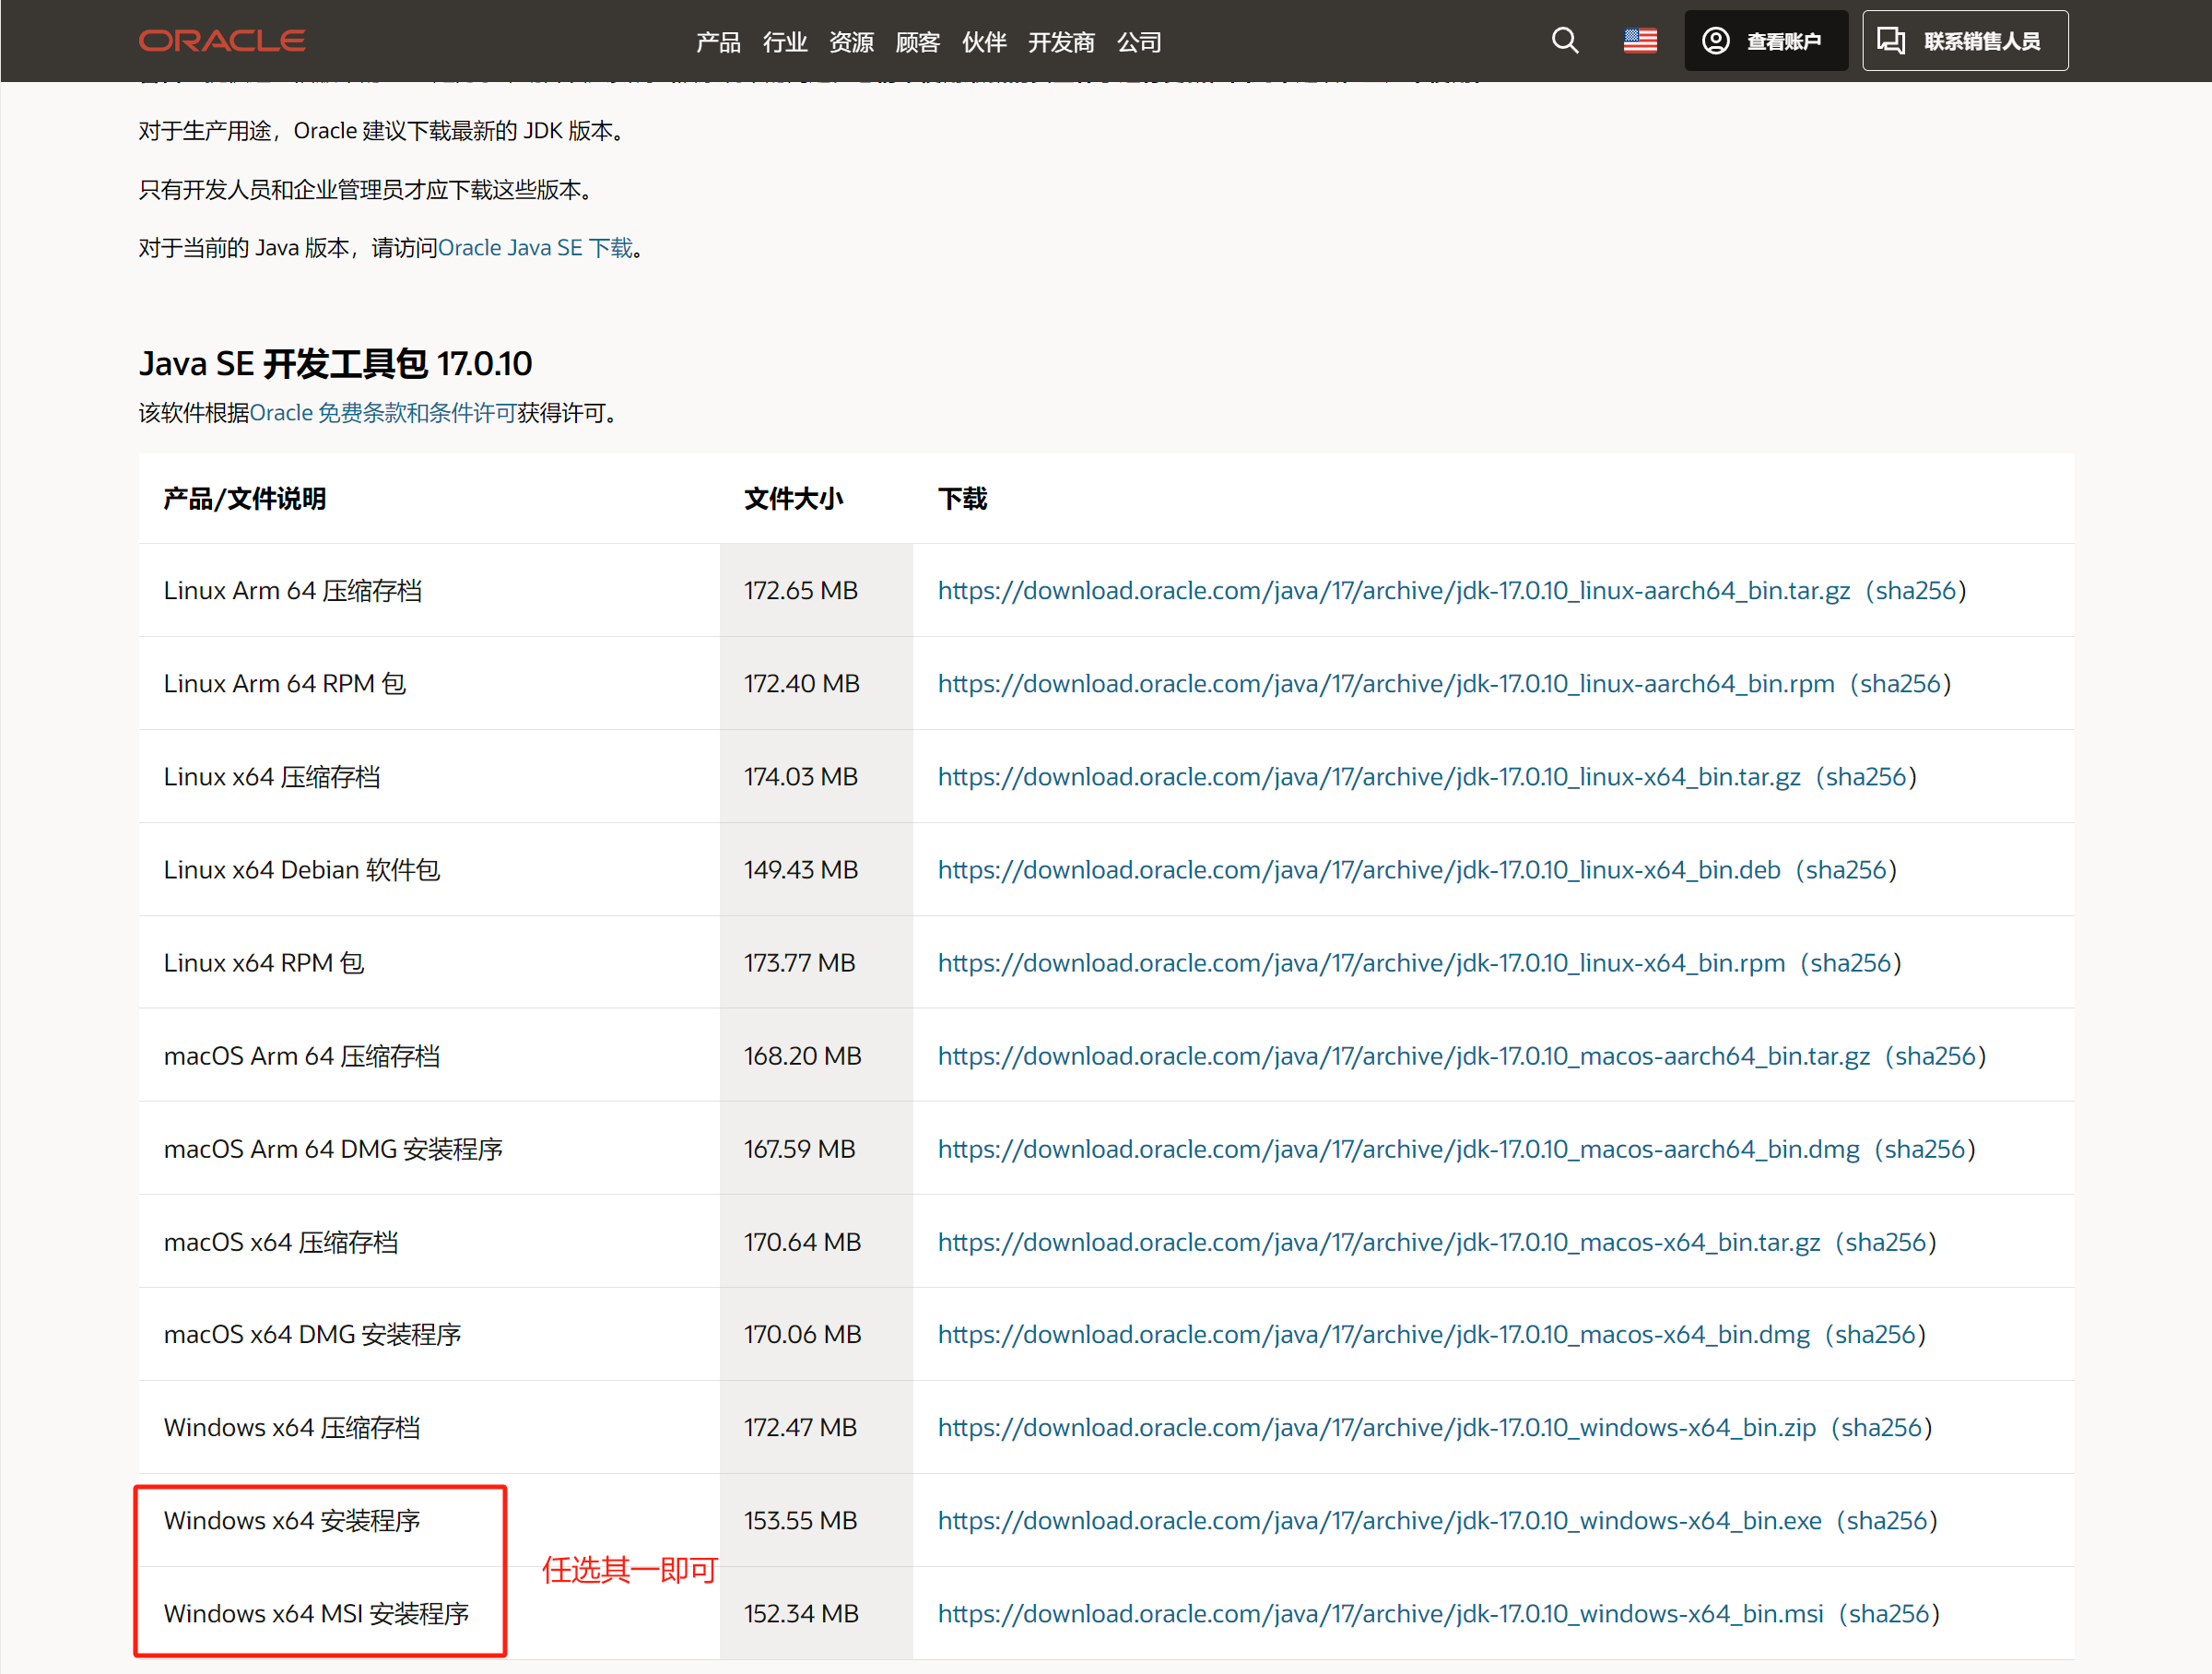 ORACLE 产品 行业 资源 顾客 伙伴 开发商 公司 查看账户 联系销售人员
对于生产用途，Oracle 建议下载最新的 JDK 版本。
只有开发人员和企业管理员才应下载这些版本。
对于当前的 Java 版本，请访问Oracle Java SE 下载。
Java SE 开发工具包 17.0.10
该软件根据Oracle 免费条款和条件许可获得许可。
产品/文件说明 文件大小 下载
Linux Arm 64 压缩存档 172.65 MB https://download.oracle.com/java/17/archive/jdk-17.0.10_linux-aarch64_bin.tar.gz（sha256）
Linux Arm 64 RPM 包 172.40 MB https://download.oracle.com/java/17/archive/jdk-17.0.10_linux-aarch64_bin.rpm（sha256）
Linux x64 压缩存档 174.03 MB https://download.oracle.com/java/17/archive/jdk-17.0.10_linux-x64_bin.tar.gz（sha256）
Linux x64 Debian 软件包 149.43 MB https://download.oracle.com/java/17/archive/jdk-17.0.10_linux-x64_bin.deb（sha256）
Linux x64 RPM 包 173.77 MB https://download.oracle.com/java/17/archive/jdk-17.0.10_linux-x64_bin.rpm（sha256）
macOS Arm 64 压缩存档 168.20 MB https://download.oracle.com/java/17/archive/jdk-17.0.10_macos-aarch64_bin.tar.gz（sha256）
macOS Arm 64 DMG 安装程序 167.59 MB https://download.oracle.com/java/17/archive/jdk-17.0.10_macos-aarch64_bin.dmg（sha256）
macOS x64 压缩存档 170.64 MB https://download.oracle.com/java/17/archive/jdk-17.0.10_macos-x64_bin.tar.gz（sha256）
macOS x64 DMG 安装程序 170.06 MB https://download.oracle.com/java/17/archive/jdk-17.0.10_macos-x64_bin.dmg（sha256）
Windows x64 压缩存档 172.47 MB https://download.oracle.com/java/17/archive/jdk-17.0.10_windows-x64_bin.zip（sha256）
Windows x64 安装程序 153.55 MB https://download.oracle.com/java/17/archive/jdk-17.0.10_windows-x64_bin.exe（sha256）
任选其一即可
Windows x64 MSI 安装程序 152.34 MB https://download.oracle.com/java/17/archive/jdk-17.0.10_windows-x64_bin.msi（sha256）